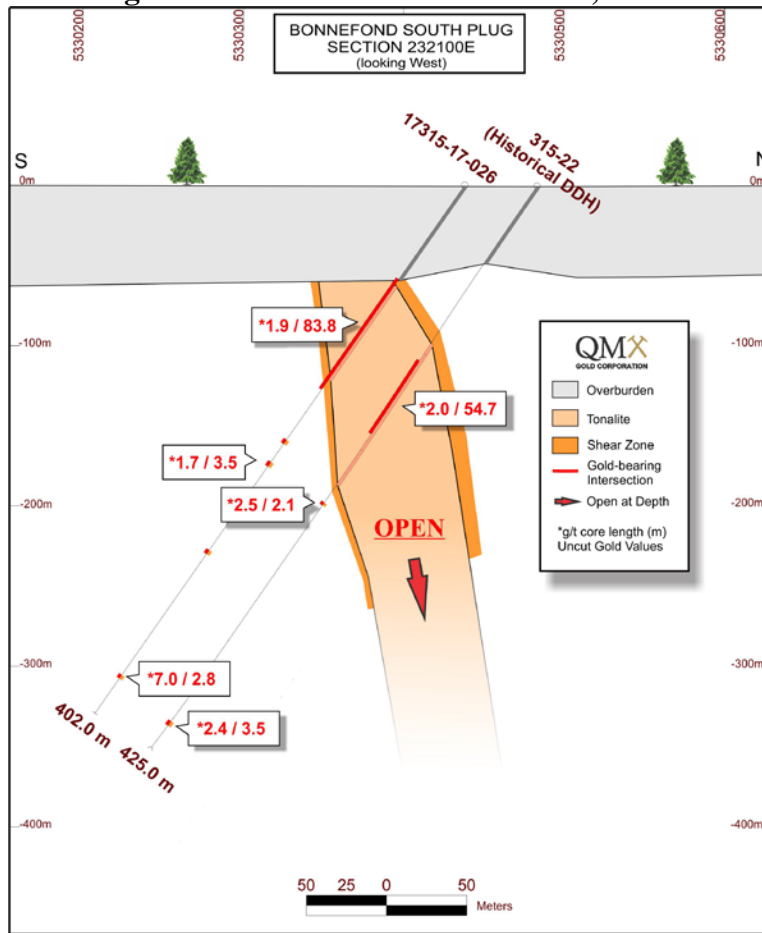 5330200
5330300
5330500
5330600
BONNEFOND SOUTH PLUG
SECTION 232100E
(looking West)
17315-17-026
315-22
(Historical DDH)
S
0m
0m
*1.9 / 83.8
-100m
-100m
*2.0 / 54.7
*1.7 / 3.5
*2.5 / 2.1
-200m
-200m
OPEN
QMX
GOLD CORPORATION
Overburden
Tonalite
Shear Zone
Gold-bearing
Intersection
Open at Depth
*g/t core length (m)
Uncut Gold Values
-300m
-300m
*7.0 / 2.8
*2.4 / 3.5
402.0 m
425.0 m
-400m
-400m
50 25 0 50
Meters